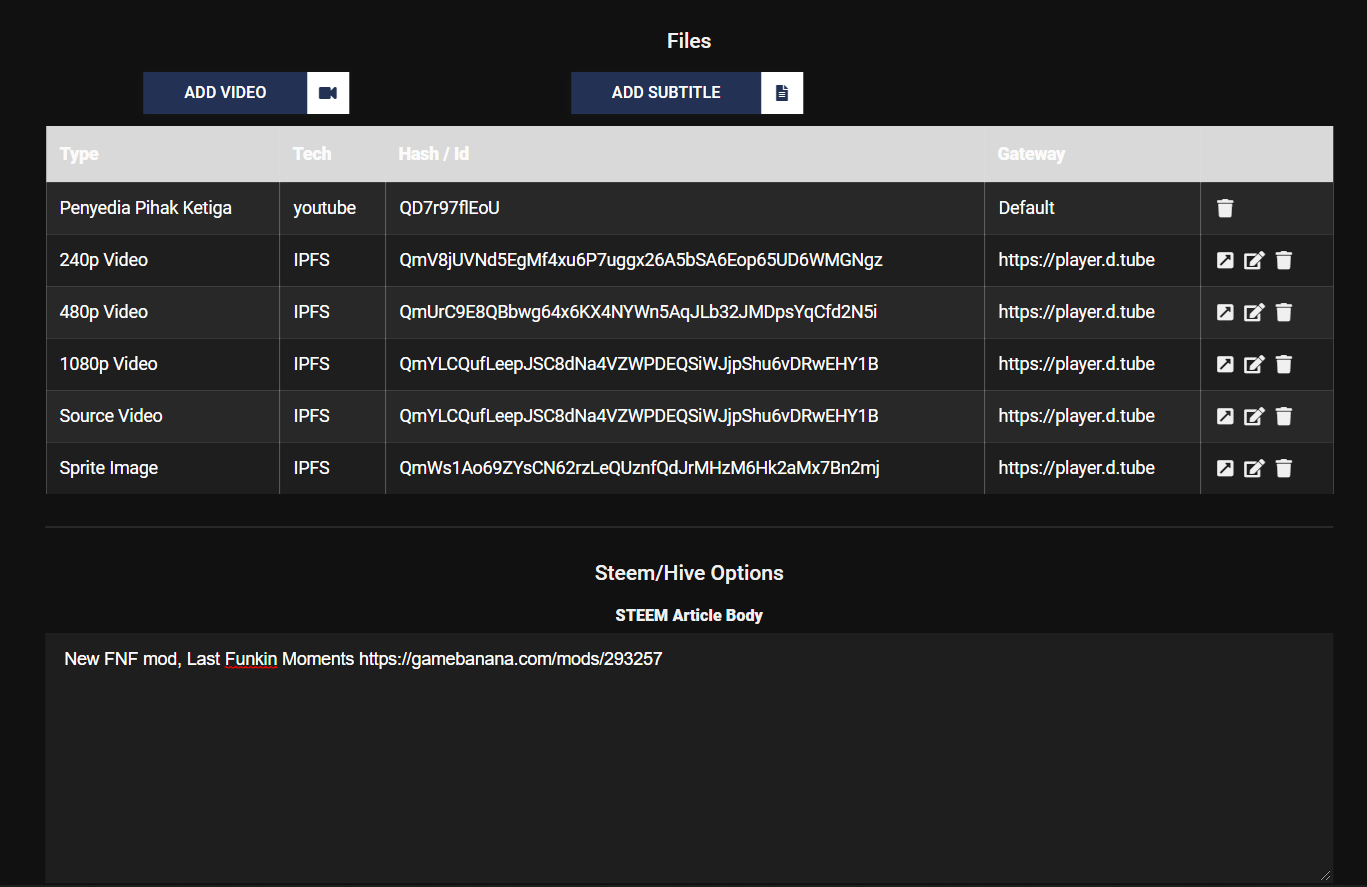 Files
ADD VIDEO
ADD SUBTITLE
Type Tech Hash / Id Gateway
Penyedia Pihak Ketiga youtube QD7r97flEoU Default
240p Video IPFS QmV8jUVNd5EgMf4xu6P7uggx26A5bSA6Eop65UD6WMGNgz https://player.d.tube
480p Video IPFS QmUrC9E8QBbwg64x6KX4NYWn5AqJLb32JMDpsYqCfd2N5i https://player.d.tube
1080p Video IPFS QmYLCQufLeepJSC8dNa4VZWPDEQSiWJjpShu6vDRwEHY1B https://player.d.tube
Source Video IPFS QmYLCQufLeepJSC8dNa4VZWPDEQSiWJjpShu6vDRwEHY1B https://player.d.tube
Sprite Image IPFS QmWs1Ao69ZYsCN62rzLeQUznfQdJrMHzM6Hk2aMx7Bn2mj https://player.d.tube
Steem/Hive Options
STEEM Article Body
New FNF mod, Last Funkin Moments https://gamebanana.com/mods/293257